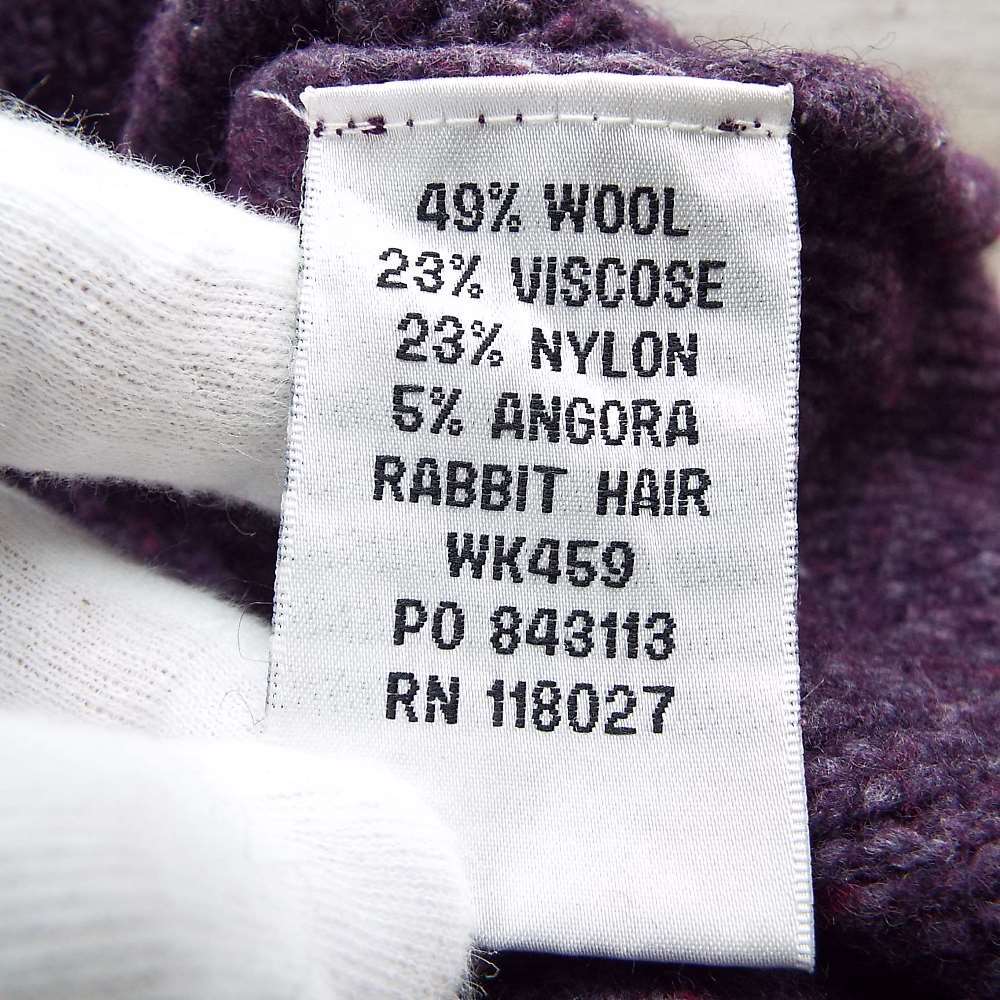 49% WOOL
23% VISCOSE
23% NYLON
5% ANGORA
RABBIT HAIR
WK459
PO 843113
RN 118027